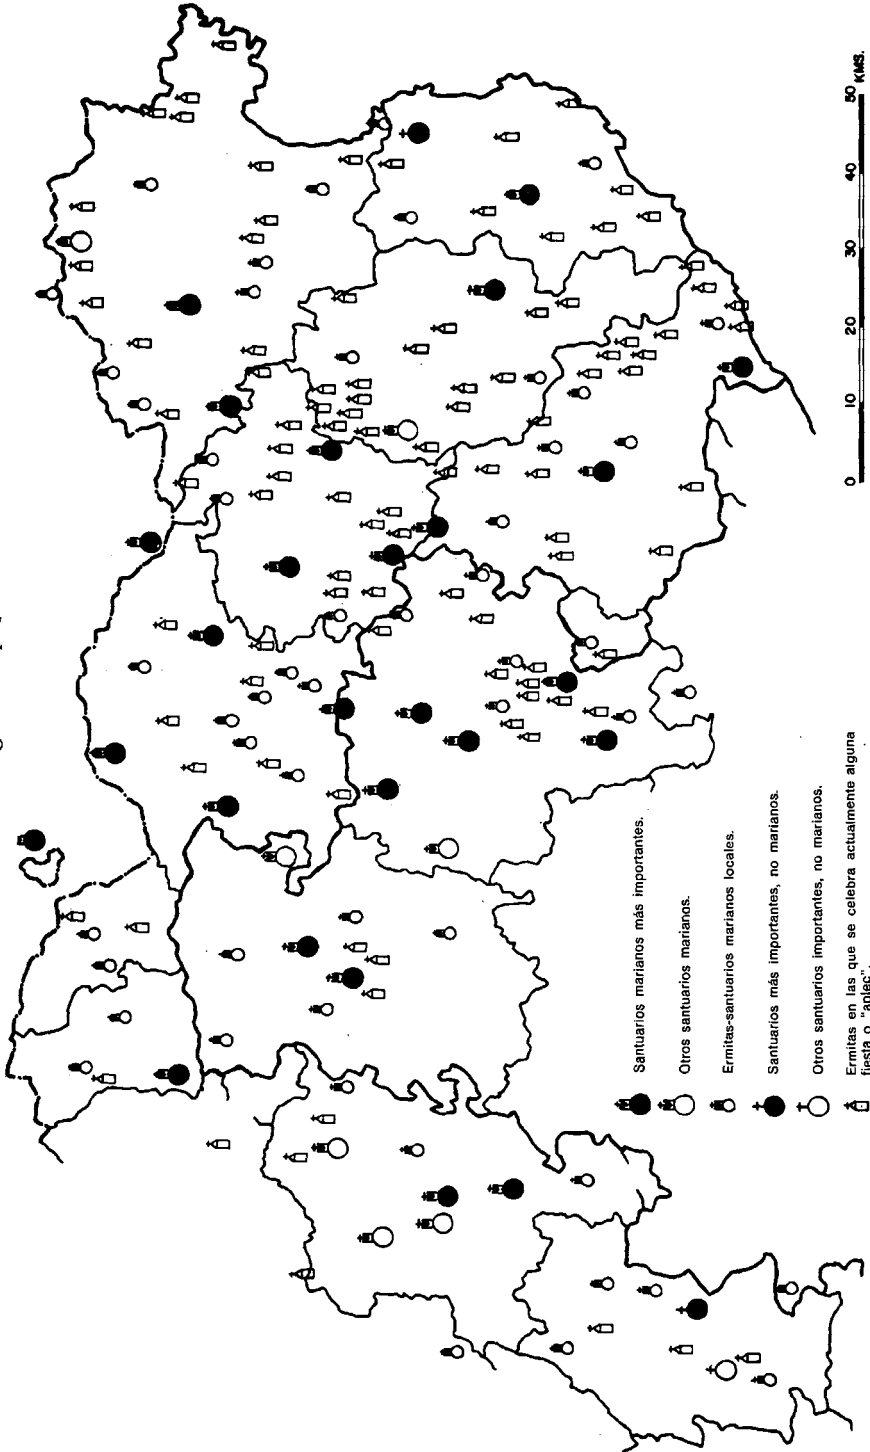 Santuarios marianos más importantes.
Otros santuarios marianos.
Ermitas-santuarios marianos locales.
Santuarios más importantes, no marianos.
Otros santuarios importantes, no marianos.
Ermitas en las que se celebra actualmente alguna
fiesta o "aplec".
0 10 20 30 40 50
KMS.